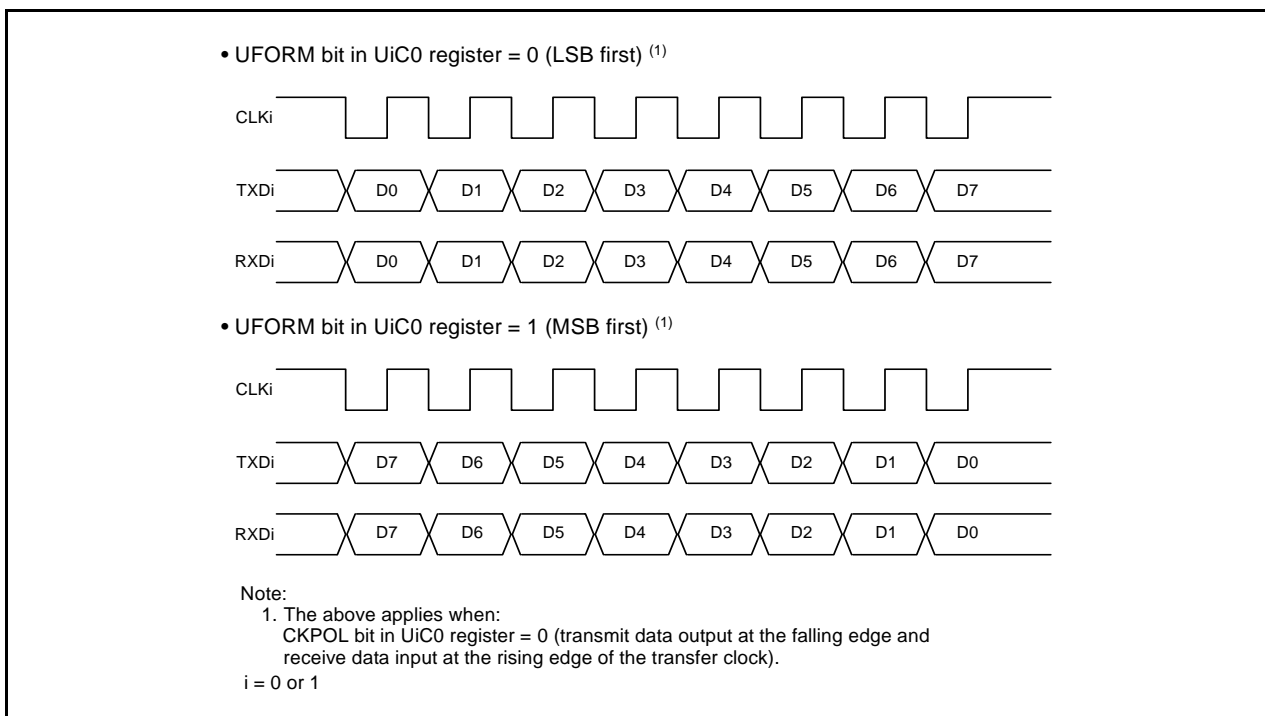 • UFORM bit in UiC0 register = 0 (LSB first) (1)
CLKi
TXDi D0 D1 D2 D3 D4 D5 D6 D7
RXDi D0 D1 D2 D3 D4 D5 D6 D7
• UFORM bit in UiC0 register = 1 (MSB first) (1)
CLKi
TXDi D7 D6 D5 D4 D3 D2 D1 D0
RXDi D7 D6 D5 D4 D3 D2 D1 D0
Note:
1. The above applies when:
CKPOL bit in UiC0 register = 0 (transmit data output at the falling edge and
receive data input at the rising edge of the transfer clock).
i = 0 or 1